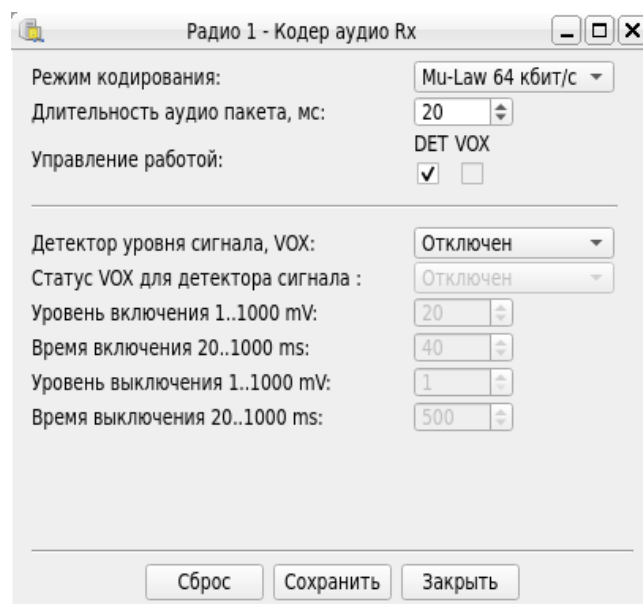 Радио 1 - Кодер аудио Rx
Режим кодирования: Mu-Law 64 кбит/с
Длительность аудио пакета, мс: 20
DET VOX
Управление работой:
Детектор уровня сигнала, VOX: Отключен
Статус VOX для детектора сигнала : Отключен
Уровень включения 1..1000 mV: 20
Время включения 20..1000 ms: 40
Уровень выключения 1..1000 mV: 1
Время выключения 20..1000 ms: 500
Сброс Сохранить Закрыть